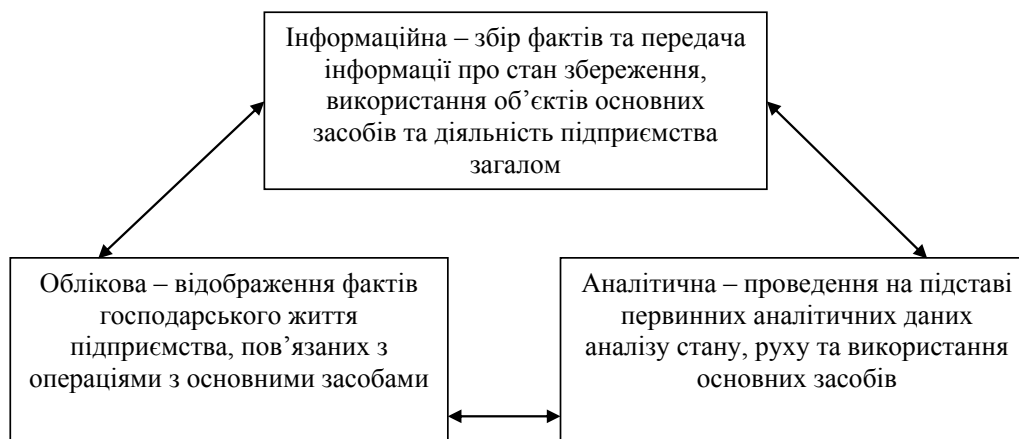 Інформаційна – збір фактів та передача
інформації про стан збереження,
використання об’єктів основних
засобів та діяльність підприємства
загалом
Облікова – відображення фактів
господарського життя
підприємства, пов’язаних з
операціями з основними засобами
Аналітична – проведення на підставі
первинних аналітичних даних
аналізу стану, руху та використання
основних засобів